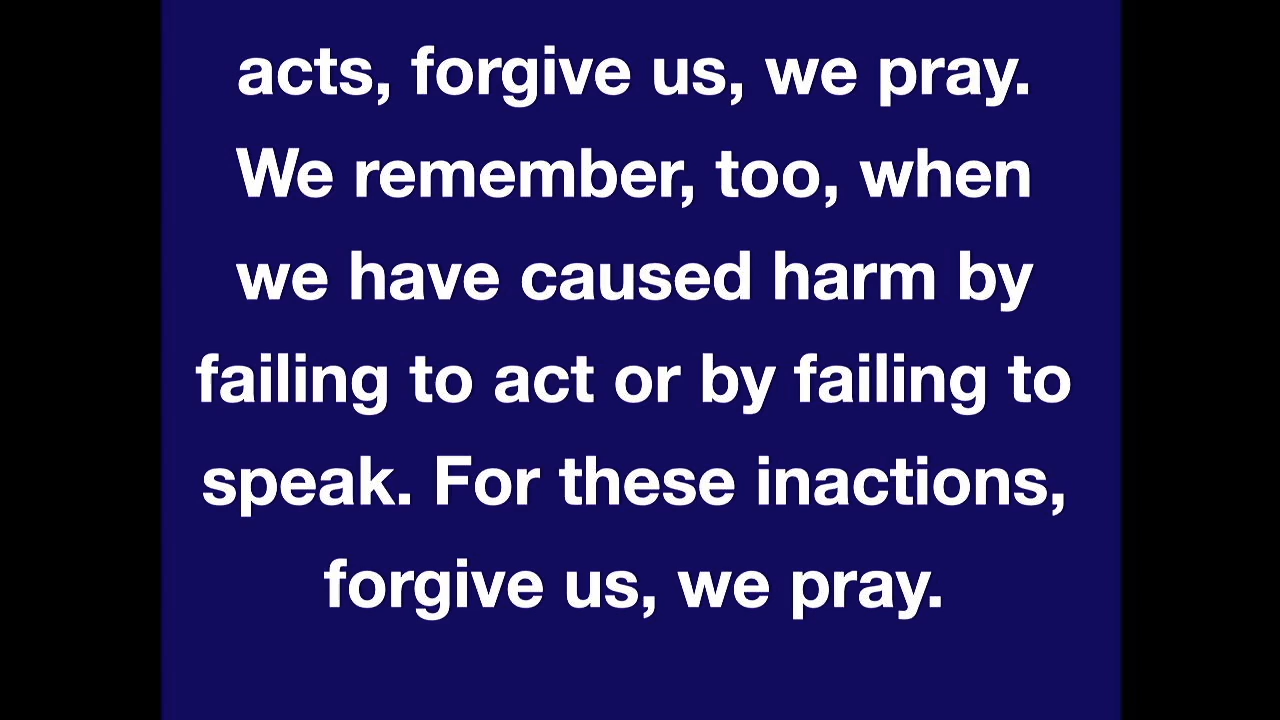 acts, forgive us, we pray.
We remember, too, when
we have caused harm by
failing to act or by failing to
speak. For these inactions,
forgive us, we pray.